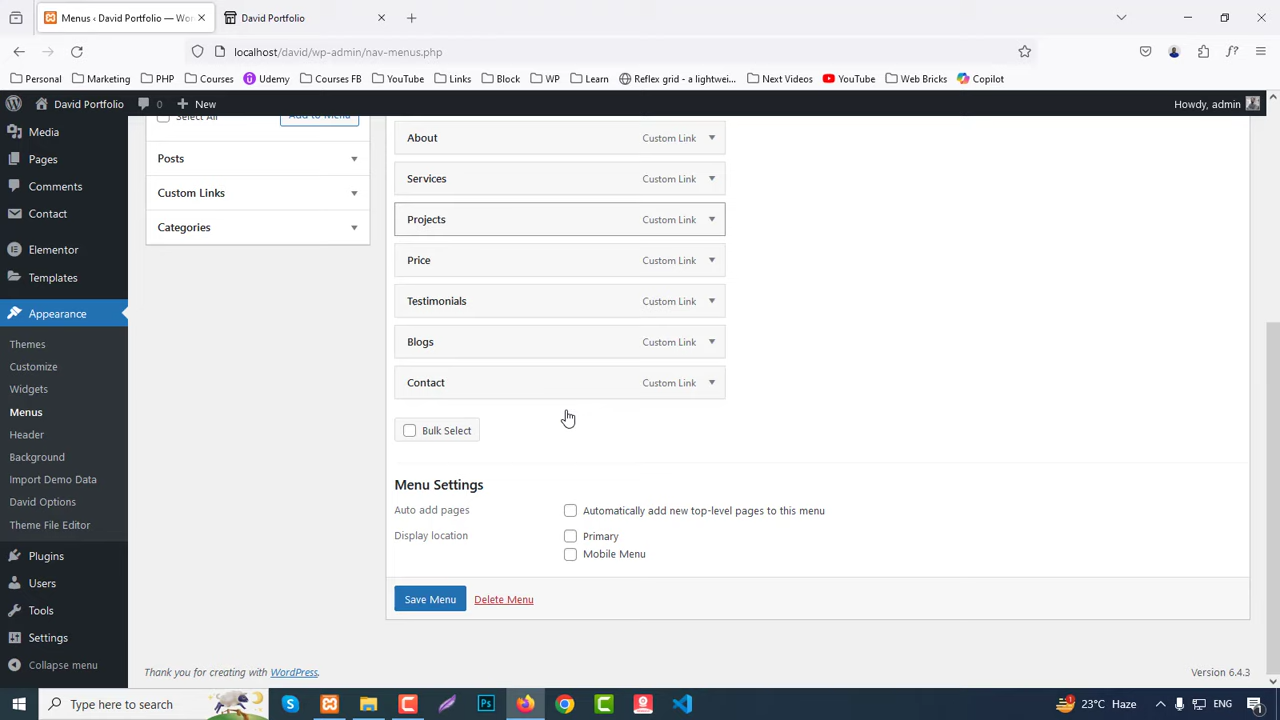 Menus ‹ David Portfolio — Wor
David Portfolio
localhost/david/wp-admin/nav-menus.php
Personal
Marketing
PHP
Courses
Udemy
Courses FB
YouTube
Links
Block
WP
Learn
Reflex grid - a lightwei...
Next Videos
YouTube
Web Bricks
Copilot
David Portfolio
0
New
Howdy, admin
Media
Pages
Comments
Contact
Elementor
Templates
Appearance
Themes
Customize
Widgets
Menus
Header
Background
Import Demo Data
David Options
Theme File Editor
Plugins
Users
Tools
Settings
Collapse menu
Select All
Add to Menu
Posts
Custom Links
Categories
About Custom Link
Services Custom Link
Projects Custom Link
Price Custom Link
Testimonials Custom Link
Blogs Custom Link
Contact Custom Link
Bulk Select
Menu Settings
Auto add pages Automatically add new top-level pages to this menu
Display location Primary
Mobile Menu
Save Menu Delete Menu
Thank you for creating with WordPress.
Version 6.4.3
Type here to search
Ps
1
23°C Haze
ENG
1